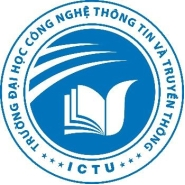 TRƯỜNG ĐẠI HỌC CÔNG NGHỆ THÔNG TIN VÀ TRUYỀN THÔNG
ICTU